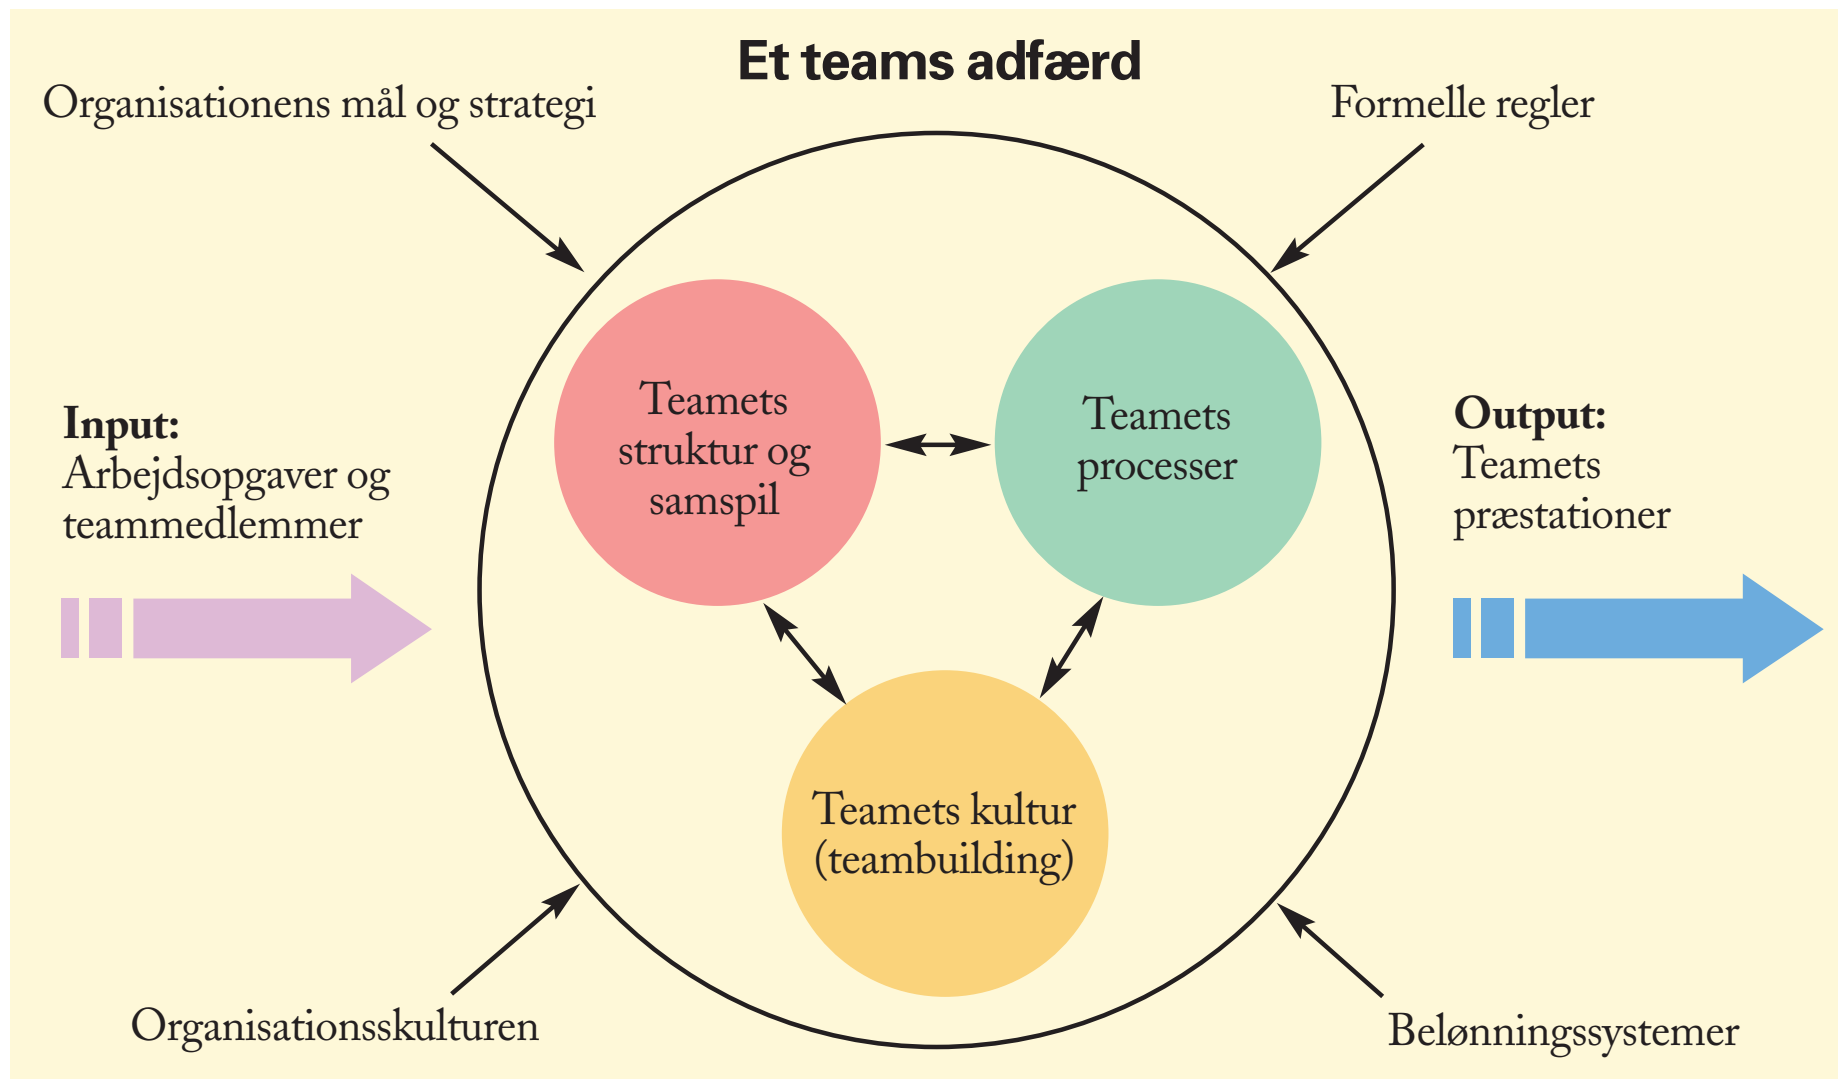 Et teams adfærd
Organisationens mål og strategi
Formelle regler
Input:
Arbejdsopgaver og
teammedlemmer
Teamets
struktur og
samspil
Teamets
processer
Output:
Teamets
præstationer
Teamets kultur
(teambuilding)
Organisationsskulturen
Belønningssystemer